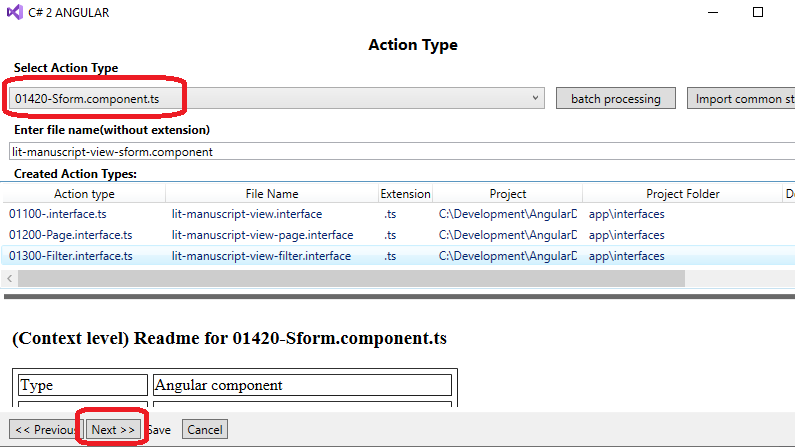 C# 2 ANGULAR
Action Type
Select Action Type
01420-Sform.component.ts
batch processing
Import common st
Enter file name(without extension)
lit-manuscript-view-sform.component
Created Action Types:
Action type File Name Extension Project Project Folder
01100-.interface.ts lit-manuscript-view.interface .ts C:\Development\AngularD app\interfaces
01200-Page.interface.ts lit-manuscript-view-page.interface .ts C:\Development\AngularD app\interfaces
01300-Filter.interface.ts lit-manuscript-view-filter.interface .ts C:\Development\AngularD app\interfaces
(Context level) Readme for 01420-Sform.component.ts
Type Angular component
<< Previous Next >> Save Cancel